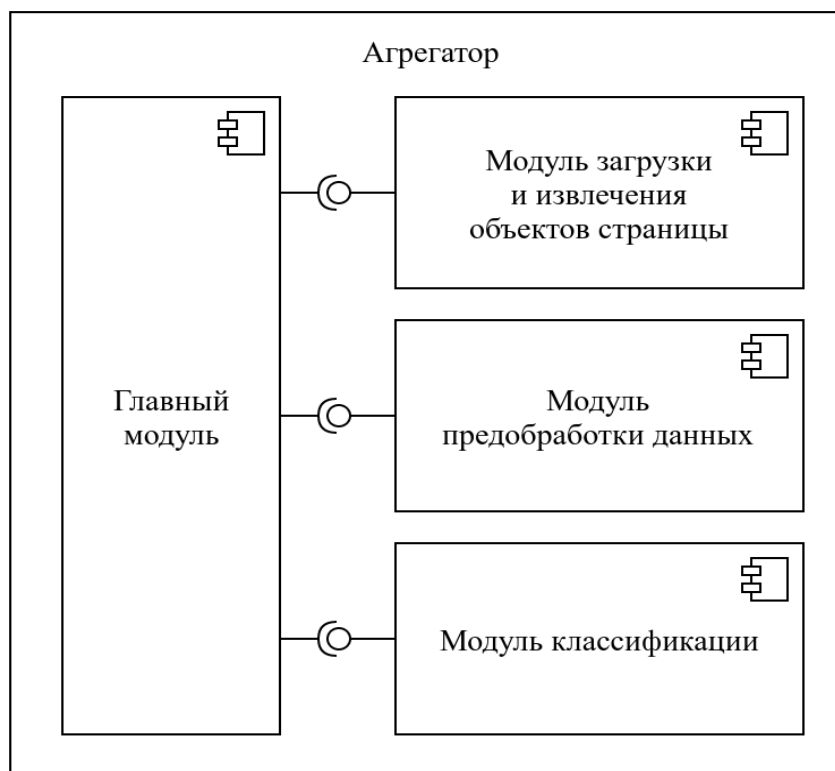 Агрегатор
Модуль загрузки
и извлечения
объектов страницы
Главный
модуль
Модуль
предобработки данных
Модуль классификации